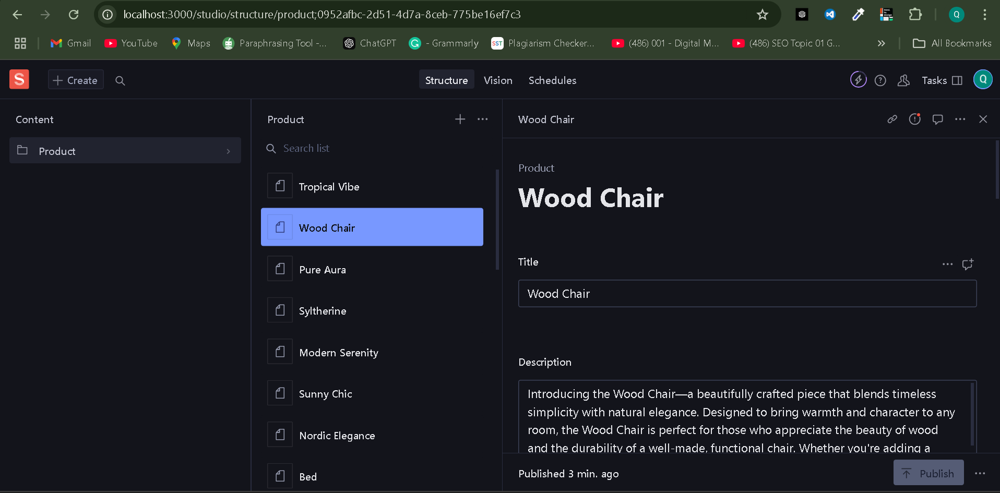 localhost:3000/studio/structure/product;0952afbc-2d51-4d7a-8ceb-775be16ef7c3
Q
Gmail
YouTube
Maps
Paraphrasing Tool -...
ChatGPT
- Grammarly
SST
Plagiarism Checker...
(486) 001 - Digital M...
(486) SEO Topic 01 G...
All Bookmarks
S
Create
Structure
Vision
Schedules
Tasks
Q
Content
Product
Product
Search list
Tropical Vibe
Wood Chair
Pure Aura
Syltherine
Modern Serenity
Sunny Chic
Nordic Elegance
Bed
Wood Chair
Product
Wood Chair
Title
Wood Chair
Description
Introducing the Wood Chair—a beautifully crafted piece that blends timeless
simplicity with natural elegance. Designed to bring warmth and character to any
room, the Wood Chair is perfect for those who appreciate the beauty of wood
and the durability of a well-made, functional chair. Whether you're adding a
Published 3 min. ago
Publish